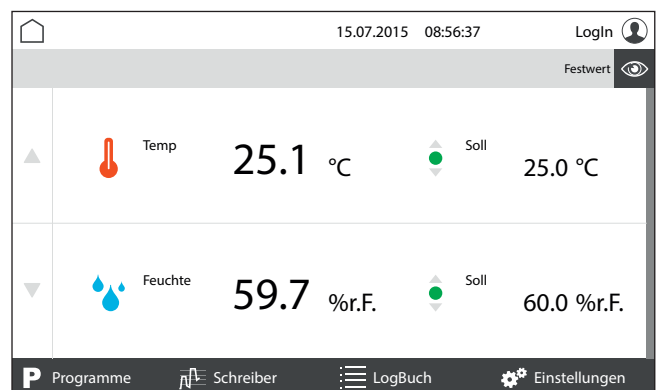 15.07.2015 08:56:37 LogIn
Festwert
Temp 25.1 °C Soll 25.0 °C
Feuchte 59.7 %r.F. Soll 60.0 %r.F.
P Programme Schreiber LogBuch Einstellungen